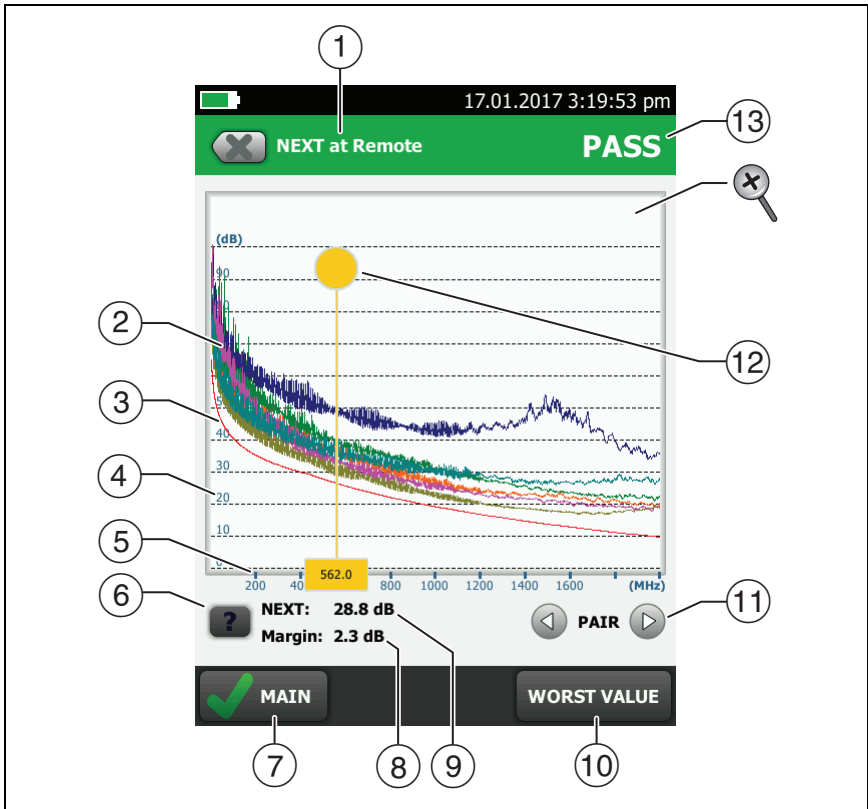 1
17.01.2017 3:19:53 pm
13
NEXT at Remote
PASS
(dB)
90
2
12
3
40
30
4
20
10
5
0
562.0
200 40 800 1000 1200 1400 1600 (MHz)
6
?
NEXT: 28.8 dB
PAIR
11
Margin: 2.3 dB
MAIN
WORST VALUE
7
8
9
10